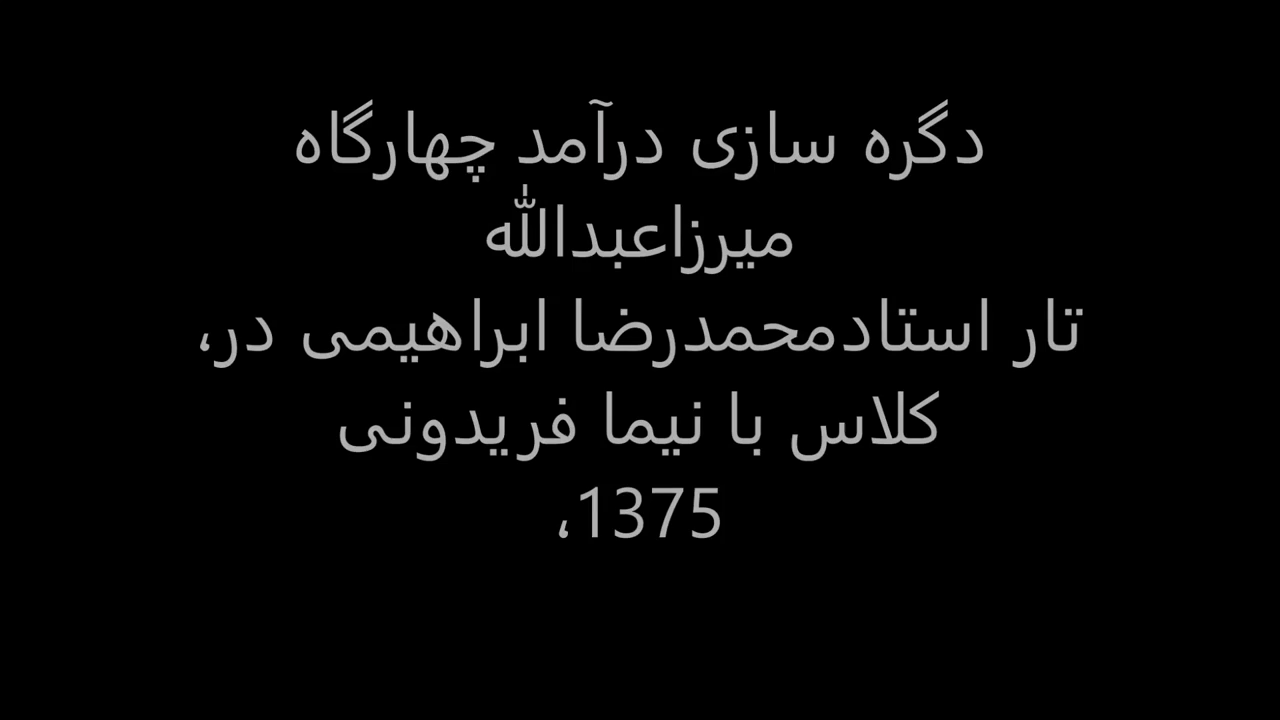 دگره سازی درآمد چهارگاه
میرزاعبدالله
تار استادمحمدرضا ابراهیمی در،
کلاس با نیما فریدونی
1375،